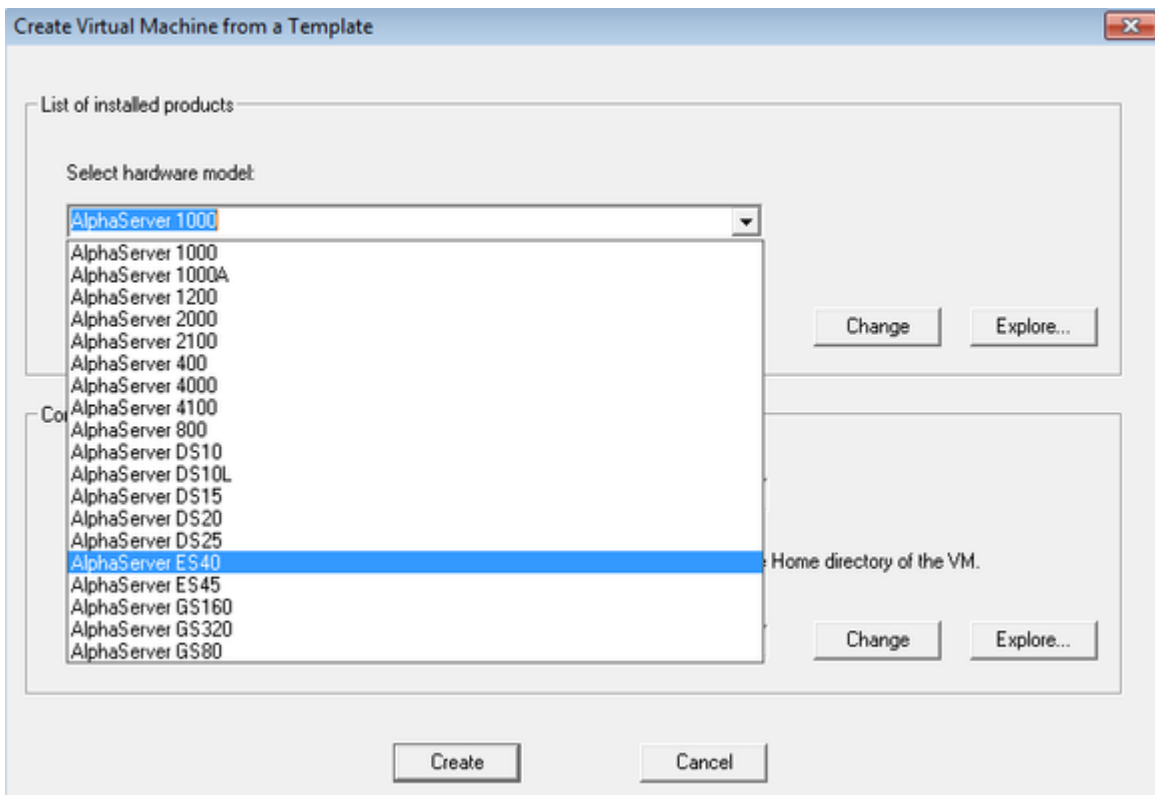 Create Virtual Machine from a Template
List of installed products
Select hardware model:
AlphaServer 1000
AlphaServer 1000
AlphaServer 1000A
AlphaServer 1200
AlphaServer 2000
AlphaServer 2100
Change
Explore...
AlphaServer 400
AlphaServer 4000
AlphaServer 4100
AlphaServer 800
AlphaServer DS10
AlphaServer DS10L
AlphaServer DS15
AlphaServer DS20
AlphaServer DS25
AlphaServer ES40
Home directory of the VM.
AlphaServer ES45
AlphaServer GS160
AlphaServer GS320
AlphaServer GS80
Change
Explore...
Create
Cancel